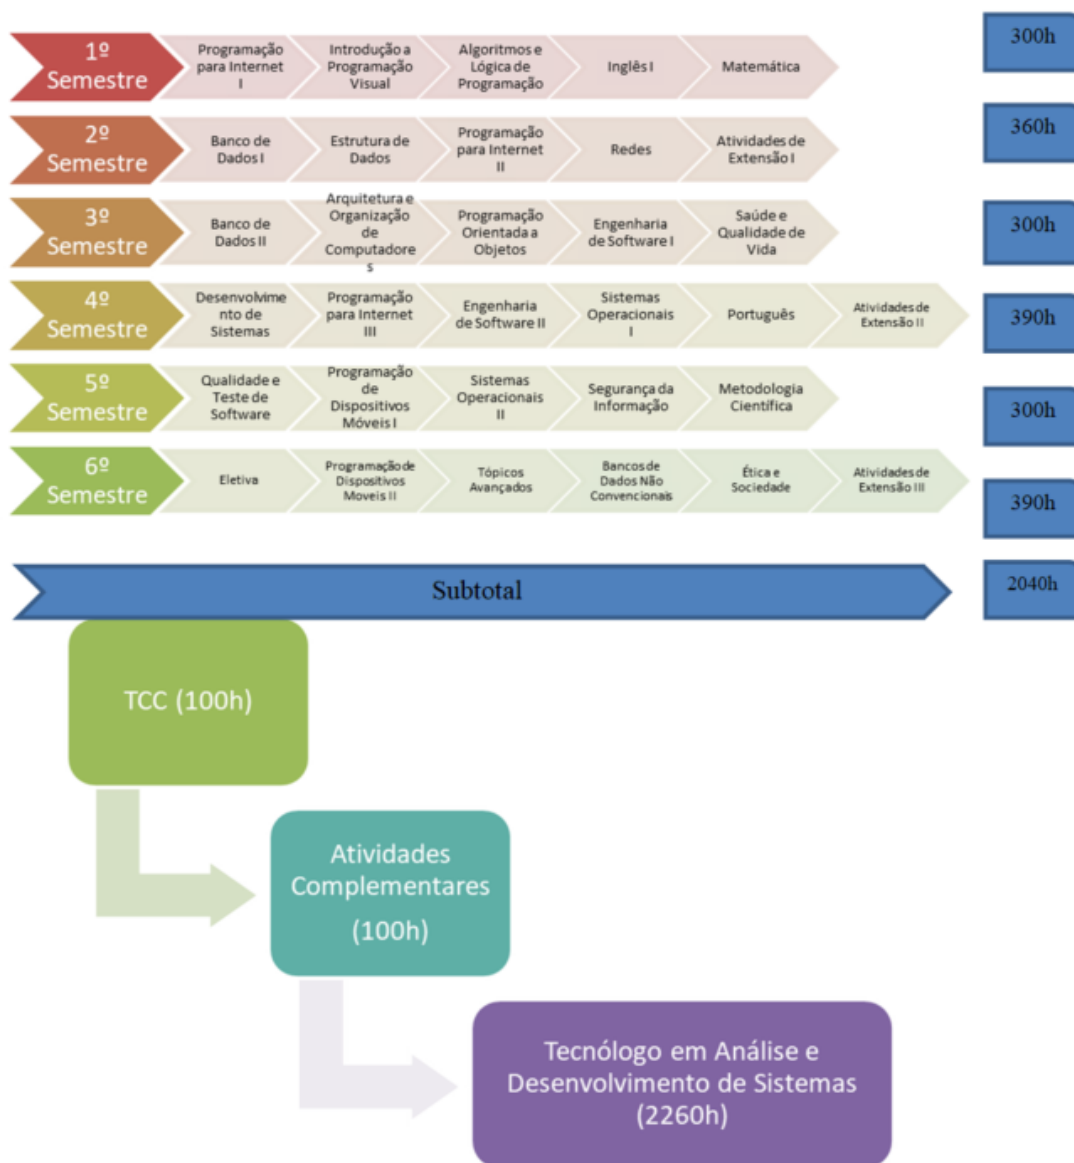 1º
Semestre
Programação
para Internet
I
Introdução a
Programação
Visual
Algoritmos e
Lógica de
Programação
Inglês I
Matemática
300h
2º
Semestre
Banco de
Dados I
Estrutura de
Dados
Programação
para Internet
II
Redes
Atividades de
Extensão I
360h
3º
Semestre
Banco de
Dados II
Arquitetura e
Organização
de
Computadore
s
Programação
Orientada a
Objetos
Engenharia
de Software I
Saúde e
Qualidade de
Vida
300h
4º
Semestre
Desenvolvime
nto de
Sistemas
Programação
para Internet
III
Engenharia
de Software II
Sistemas
Operacionais
I
Português
Atividades de
Extensão II
390h
5º
Semestre
Qualidade e
Teste de
Software
Programação
de
Dispositivos
Móveis I
Sistemas
Operacionais
II
Segurança da
Informação
Metodologia
Científica
300h
6º
Semestre
Eletiva
Programação de
Dispositivos
Moveis II
Tópicos
Avançados
Bancos de
Dados Não
Convencionais
Ética e
Sociedade
Atividades de
Extensão III
390h
Subtotal
2040h
TCC (100h)
Atividades
Complementares
(100h)
Tecnólogo em Análise e
Desenvolvimento de Sistemas
(2260h)